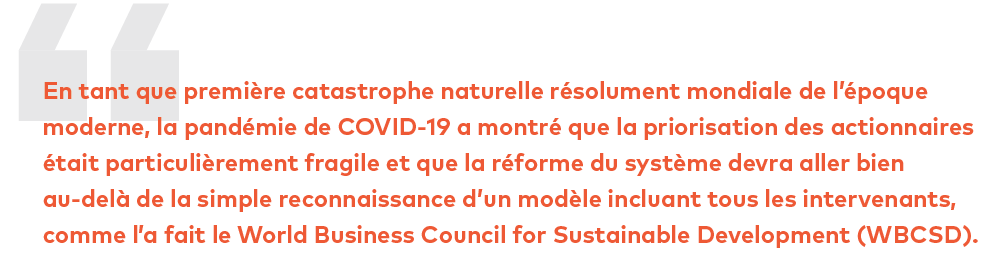 En tant que première catastrophe naturelle résolument mondiale de l’époque
moderne, la pandémie de COVID-19 a montré que la priorisation des actionnaires
était particulièrement fragile et que la réforme du système devra aller bien
au-delà de la simple reconnaissance d’un modèle incluant tous les intervenants,
comme l’a fait le World Business Council for Sustainable Development (WBCSD).